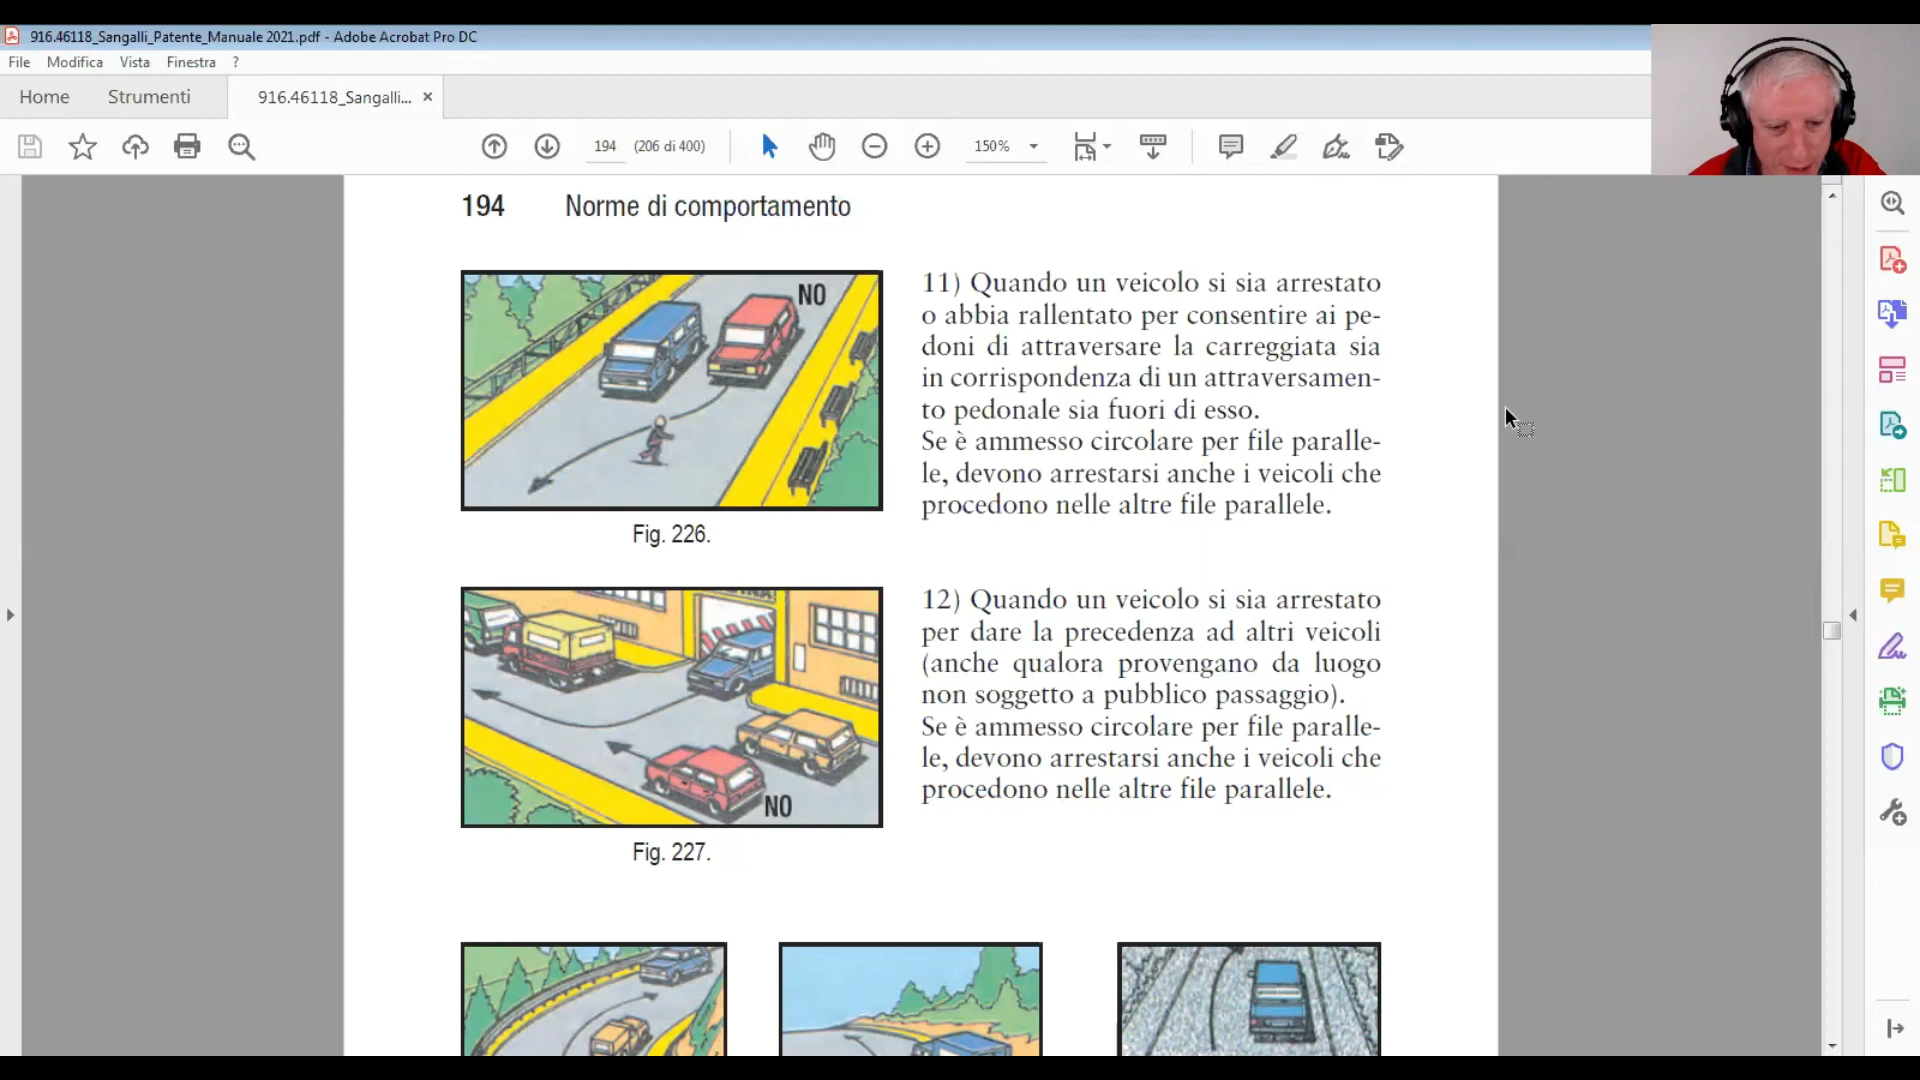 916.46118_Sangalli_Patente_Manuale 2021.pdf - Adobe Acrobat Pro DC
File Modifica Vista Finestra ?
Home Strumenti 916.46118_Sangalli... ×
194 (206 di 400) 150%
194 Norme di comportamento
NO
11) Quando un veicolo si sia arrestato
o abbia rallentato per consentire ai pe-
doni di attraversare la carreggiata sia
in corrispondenza di un attraversamen-
to pedonale sia fuori di esso.
Se è ammesso circolare per file paralle-
le, devono arrestarsi anche i veicoli che
procedono nelle altre file parallele.
Fig. 226.
12) Quando un veicolo si sia arrestato
per dare la precedenza ad altri veicoli
(anche qualora provengano da luogo
non soggetto a pubblico passaggio).
Se è ammesso circolare per file paralle-
le, devono arrestarsi anche i veicoli che
procedono nelle altre file parallele.
NO
Fig. 227.